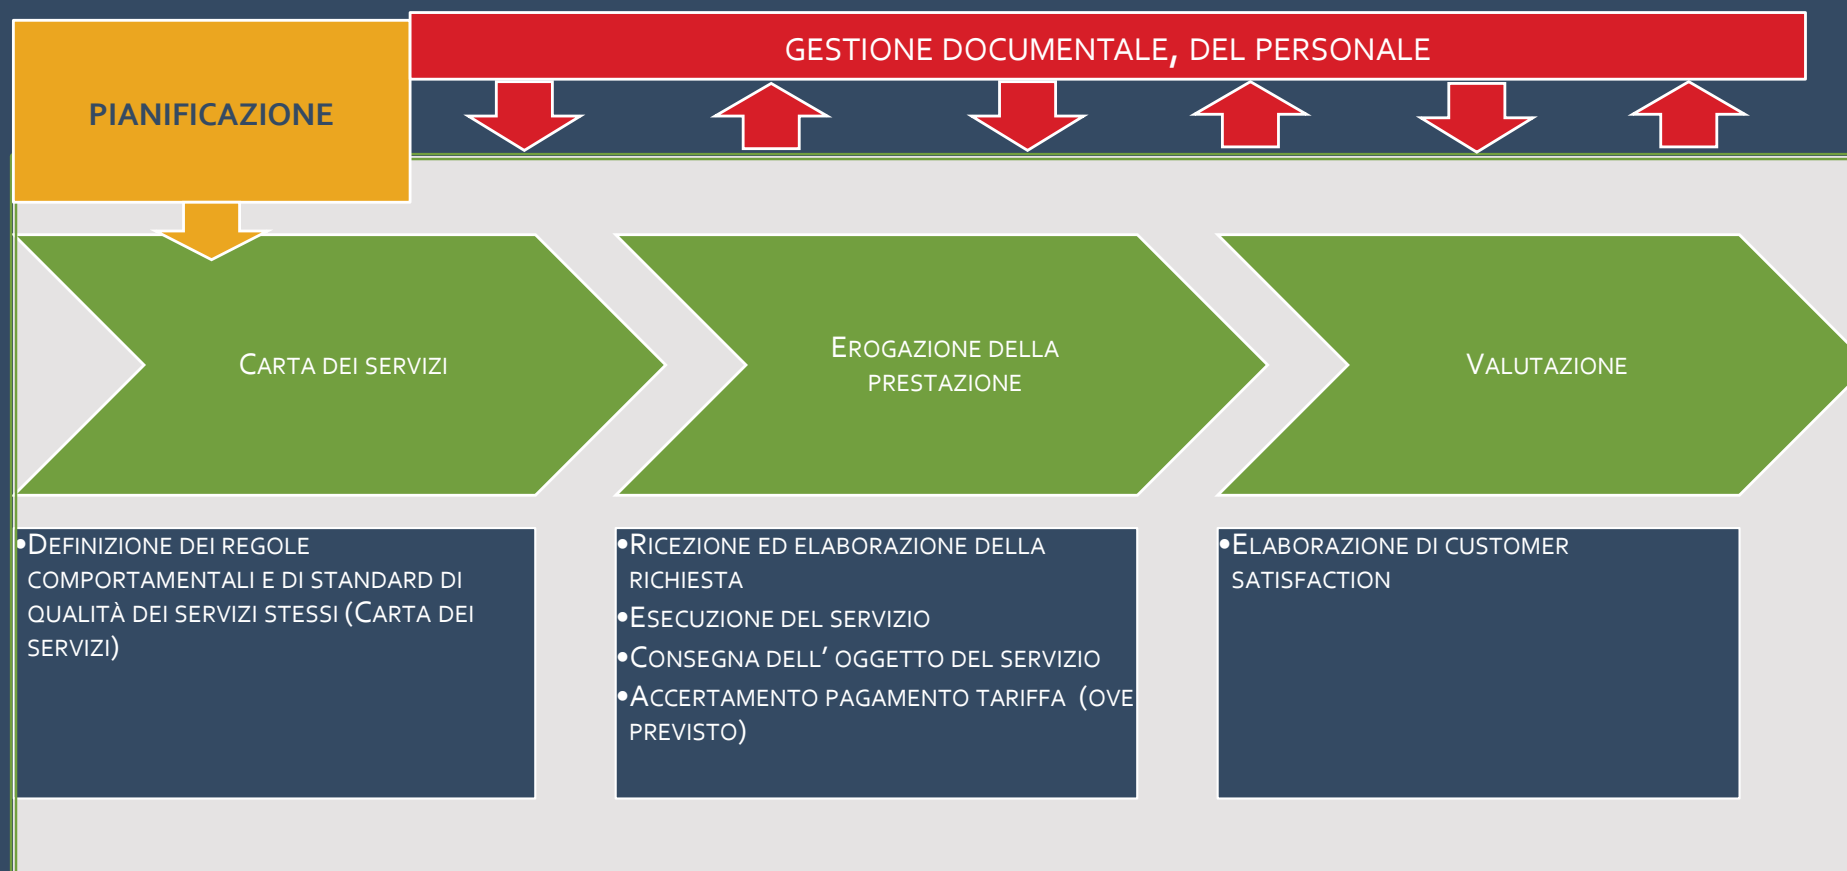 GESTIONE DOCUMENTALE, DEL PERSONALE
PIANIFICAZIONE
CARTA DEI SERVIZI
EROGAZIONE DELLA
PRESTAZIONE
VALUTAZIONE
•DEFINIZIONE DEI REGOLE
COMPORTAMENTALI E DI STANDARD DI
QUALITÀ DEI SERVIZI STESSI (CARTA DEI
SERVIZI)
•RICEZIONE ED ELABORAZIONE DELLA
RICHIESTA
•ESECUZIONE DEL SERVIZIO
•CONSEGNA DELL’ OGGETTO DEL SERVIZIO
•ACCERTAMENTO PAGAMENTO TARIFFA (OVE
PREVISTO)
•ELABORAZIONE DI CUSTOMER
SATISFACTION